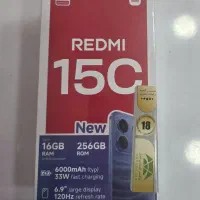 REDMI
15C
New
16GB 256GB
RAM ROM
6000mAh (typ)
33W fast charging
6.9" large display
120Hz refresh rate
18